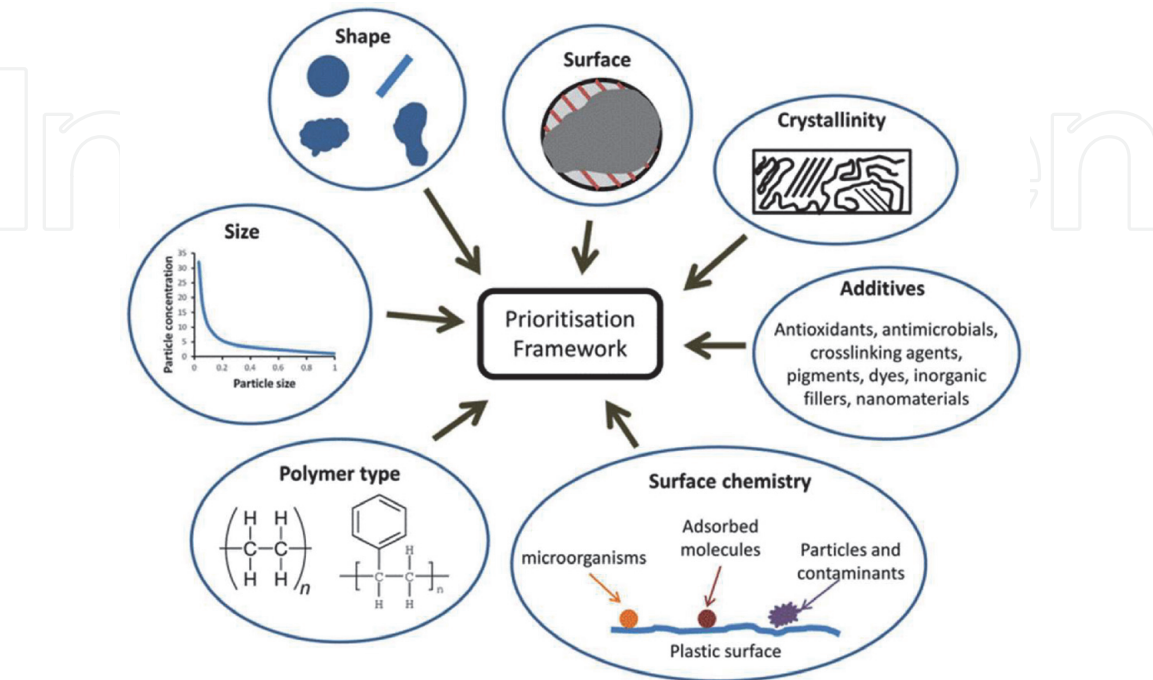 Shape
Surface
Crystallinity
Size
Particle concentration
35
30
25
20
15
10
5
0
0
0.2
0.4
0.6
0.8
1
Particle size
Prioritisation
Framework
Additives
Antioxidants, antimicrobials,
crosslinking agents,
pigments, dyes, inorganic
fillers, nanomaterials
Polymer type
H H
C C
H H
n
H
C C
H H
n
Surface chemistry
microorganisms
Adsorbed
molecules
Particles and
contaminants
Plastic surface